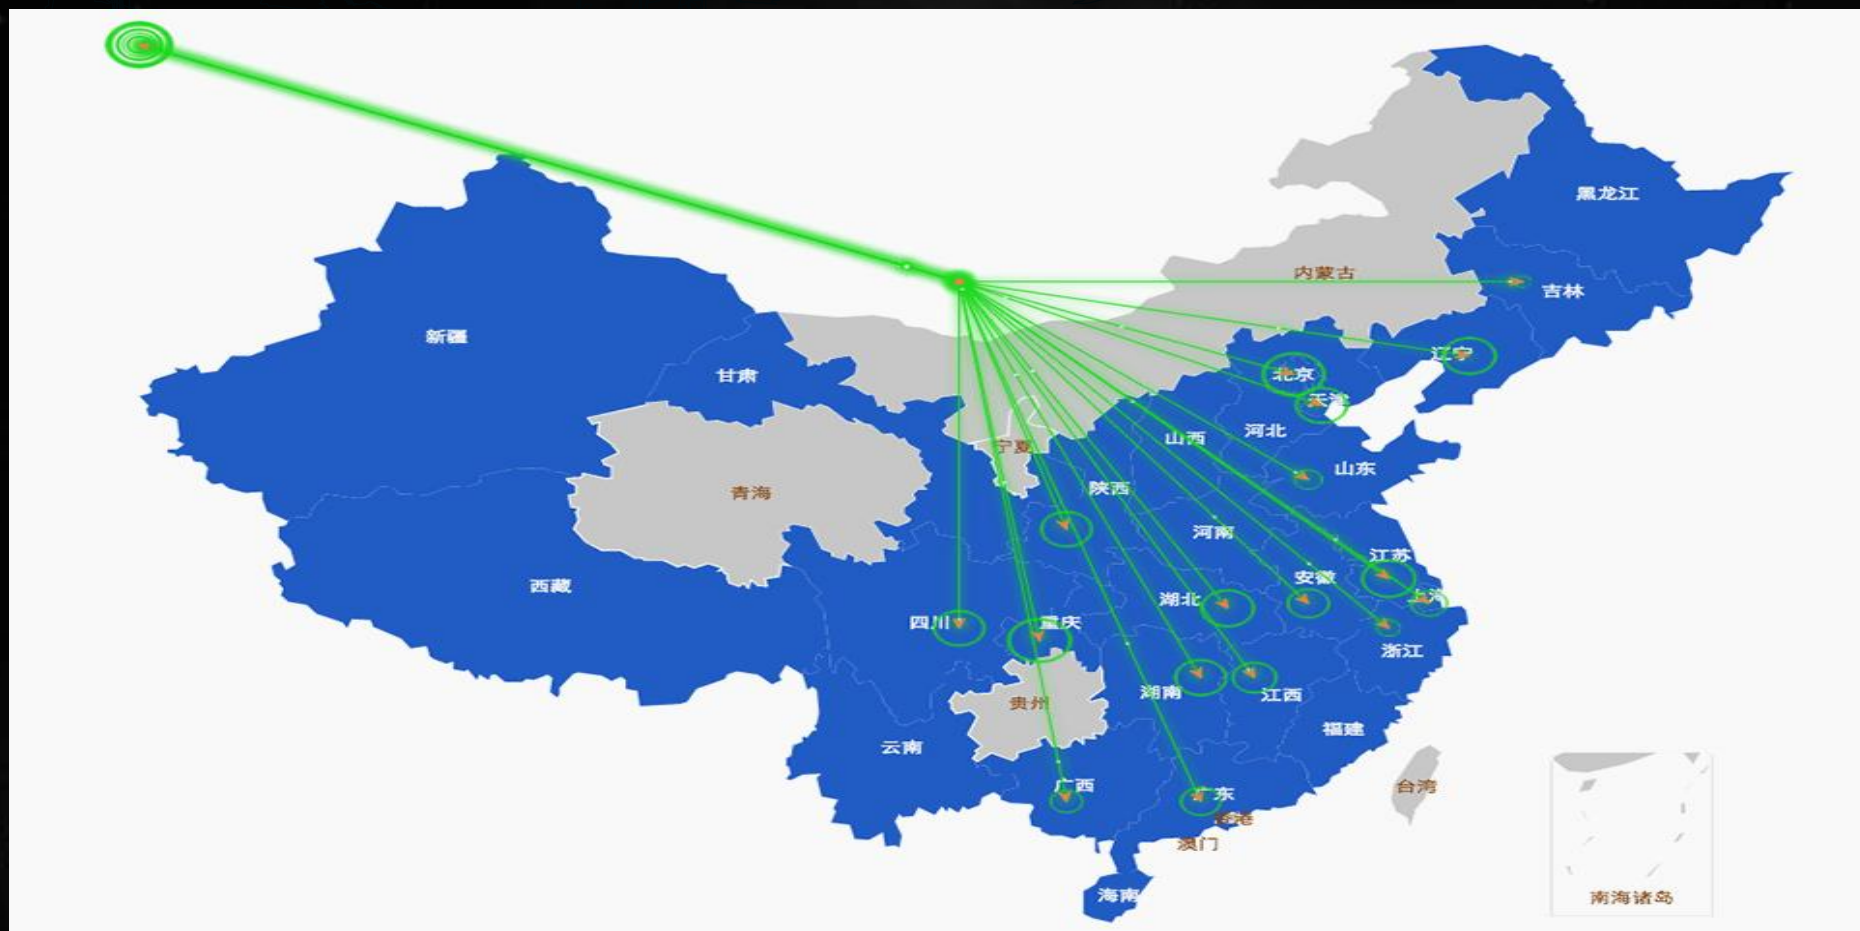 黑龙江
内蒙古
吉林
新疆
辽宁
甘肃
北京
天津
河北
山西
宁夏
山东
陕西
青海
河南
江苏
安徽
西藏
上海
湖北
四川
重庆
浙江
湖南
江西
贵州
福建
云南
广西
台湾
广东
香港
澳门
海南
南海诸岛